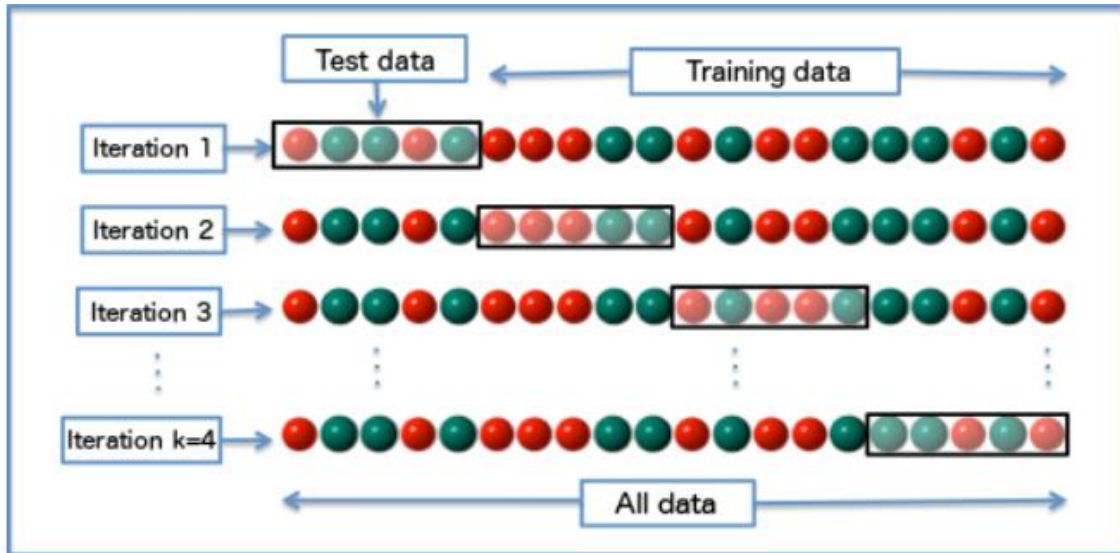 Test data
Training data
Iteration 1
Iteration 2
Iteration 3
Iteration k=4
All data